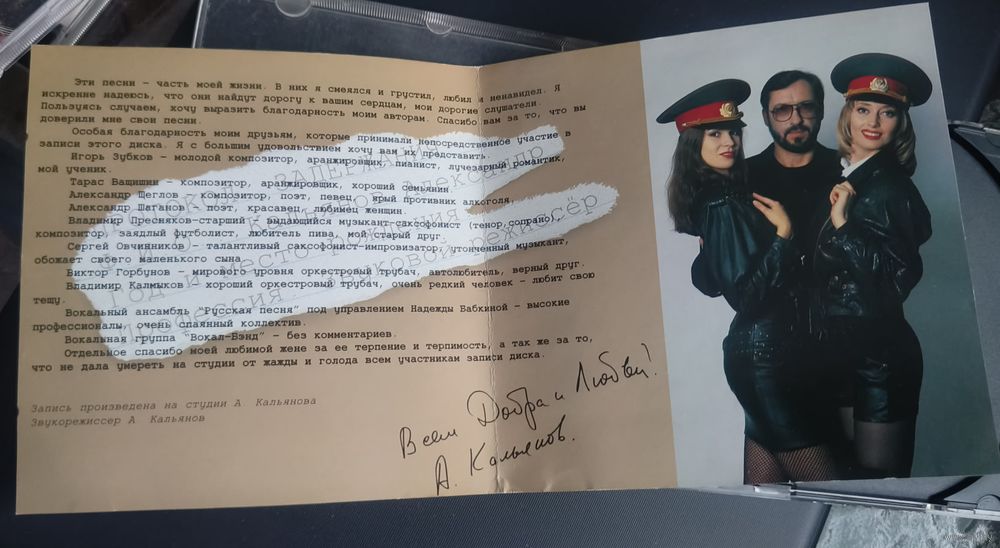 Эти песни – часть моей жизни. В них я смеялся и грустил, любил и ненавидел. Я
искренне надеюсь, что они найдут дорогу к вашим сердцам, мои дорогие слушатели.
Пользуясь случаем, хочу выразить благодарность моим авторам. Спасибо вам за то, что вы
доверили мне свои песни.
Особая благодарность моим друзьям, которые принимали непосредственное участие в
записи этого диска. Я с большим удовольствием хочу вам их представить.
Игорь Зубков – молодой композитор, аранжировщик, пианист, лучезарный романтик,
мой ученик.
Тарас Ващишин – композитор, аранжировщик, хороший семьянин.
Александр Щеглов – композитор, поэт, певец, ярый противник алкоголя.
Александр Шаганов – поэт, красавец, любимец женщин.
Владимир Пресняков-старший – выдающийся музыкант-саксофонист (тенор, сопрано),
композитор, заядлый футболист, любитель пива, мой старый друг.
Сергей Овчинников – талантливый саксофонист-импровизатор, утонченный музыкант,
обожает своего маленького сына.
Виктор Горбунов – мирового уровня оркестровый трубач, автолюбитель, верный друг.
Владимир Калмыков – хороший оркестровый трубач, очень редкий человек – любит свою
тещу.
Вокальный ансамбль "Русская песня" под управлением Надежды Бабкиной – высокие
профессионалы, очень спаянный коллектив.
Вокальная группа "Вокал-Бэнд" – без комментариев.
Отдельное спасибо моей любимой жене за ее терпение и терпимость, а так же за то,
что не дала умереть на студии от жажды и голода всем участникам записи диска.
Александр
Год и место рождения
Профессия звуковой режиссёр
Запись произведена на студии А. Кальянова
Звукорежиссер А. Кальянов
Всем Добра и Любви!
А. Кальянов.